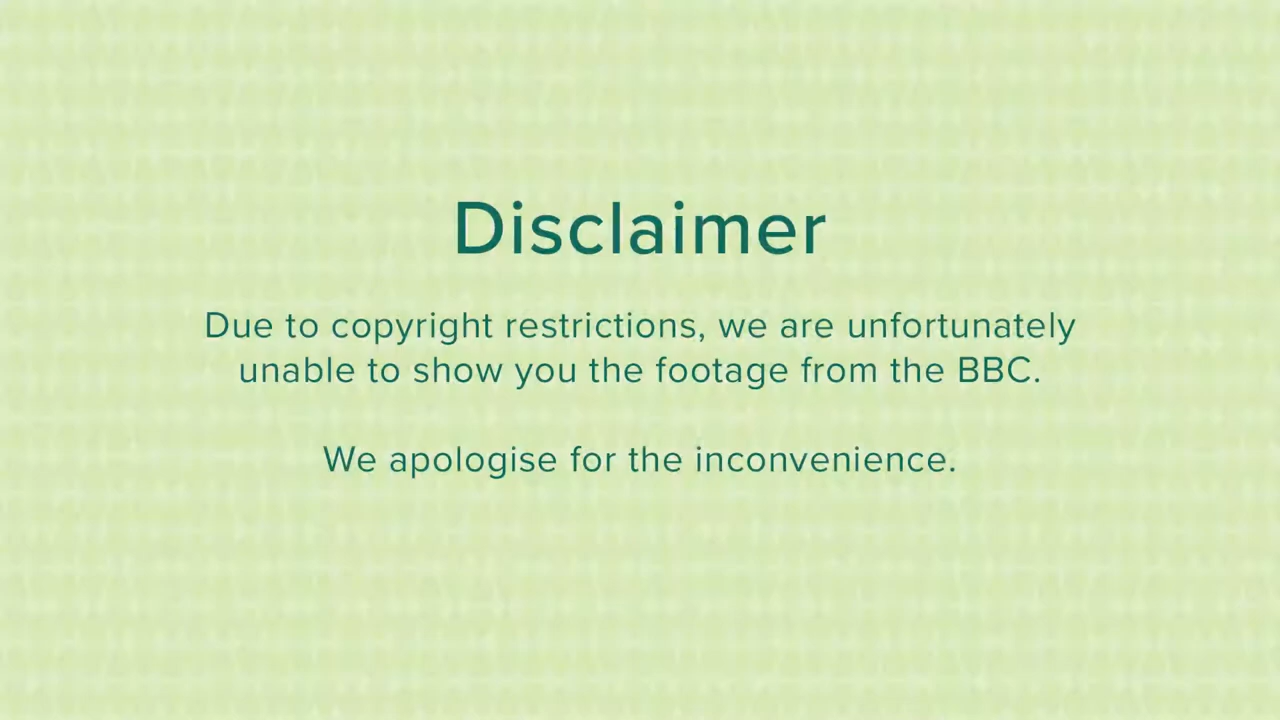 Disclaimer
Due to copyright restrictions, we are unfortunately
unable to show you the footage from the BBC.
We apologise for the inconvenience.